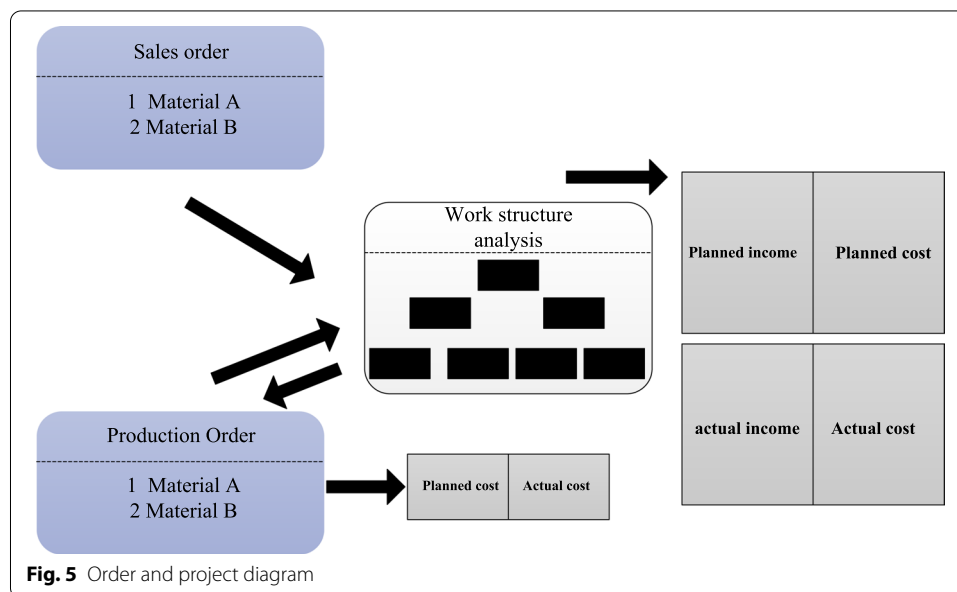 Sales order
1 Material A
2 Material B
Work structure
analysis
Planned income
Planned cost
actual income
Actual cost
Production Order
1 Material A
2 Material B
Planned cost
Actual cost
Fig. 5 Order and project diagram